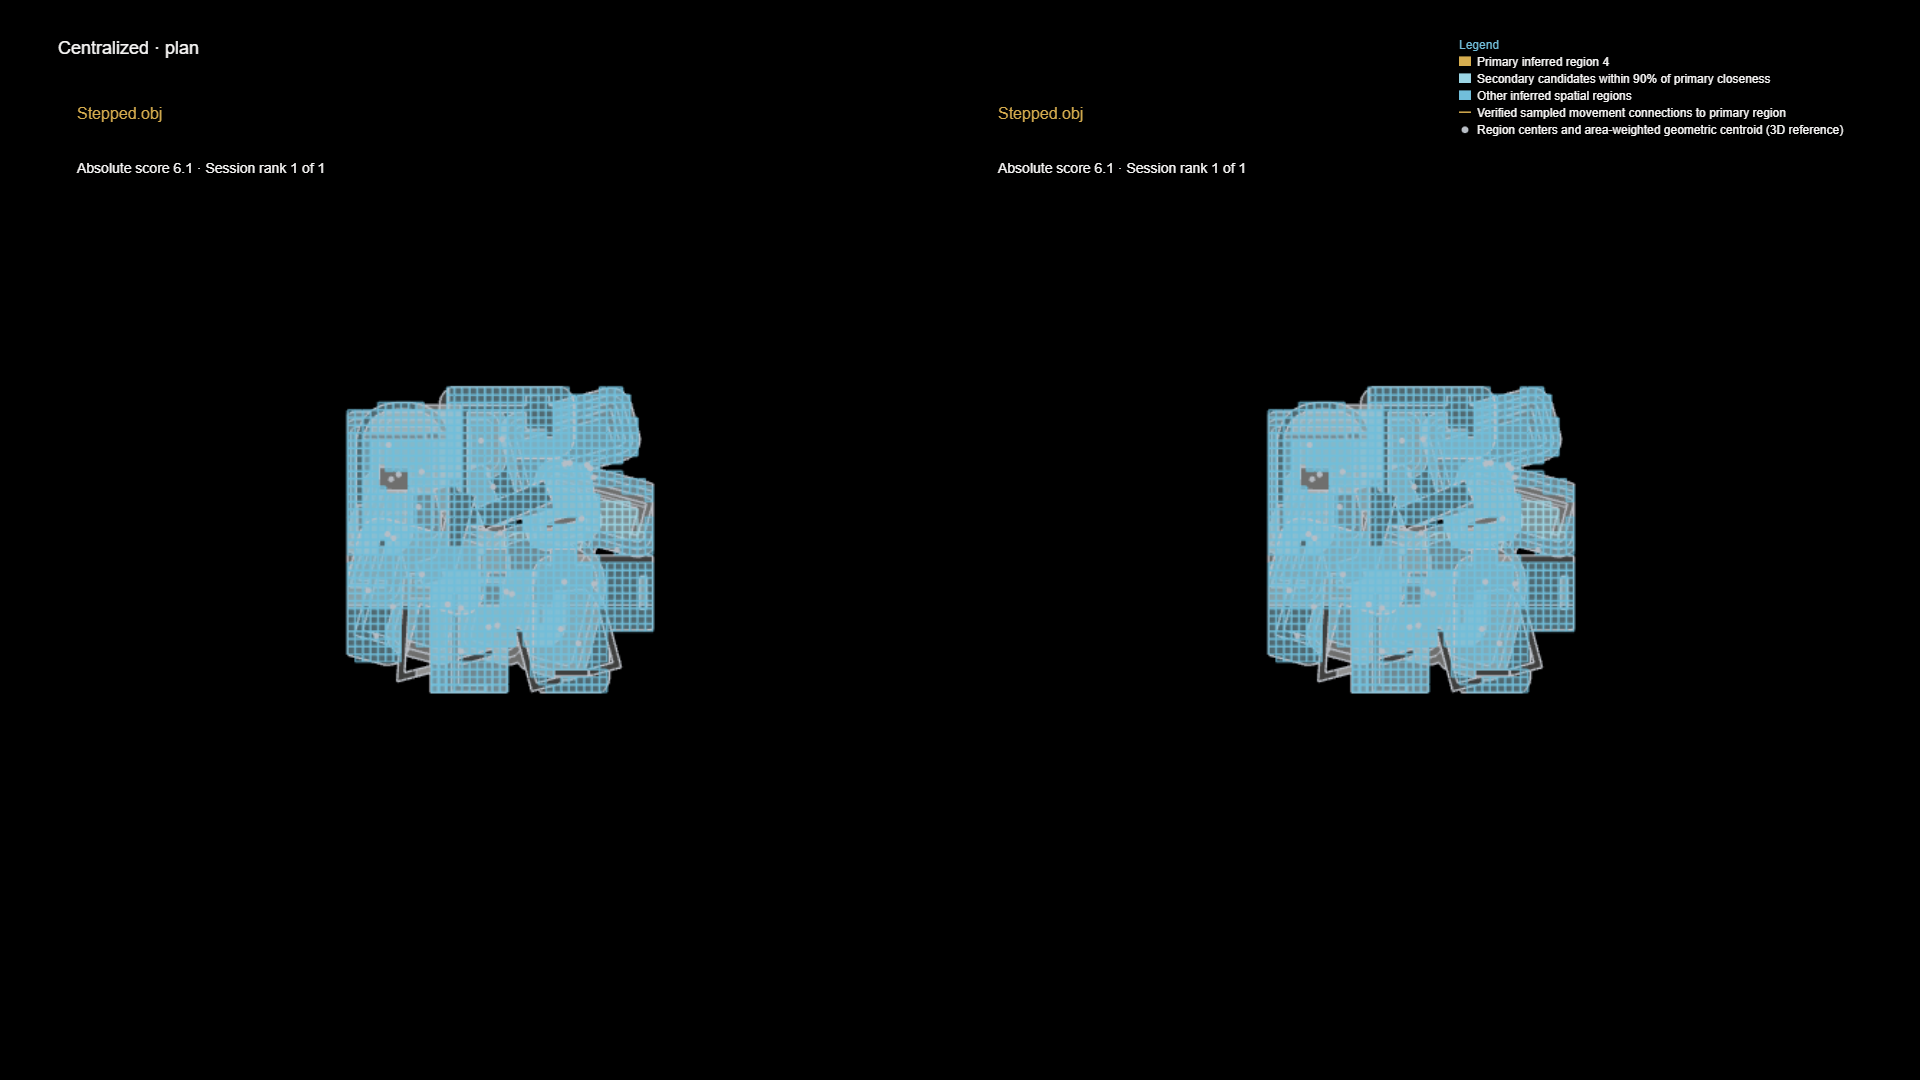 Centralized · plan
Legend
Primary inferred region 4
Secondary candidates within 90% of primary closeness
Other inferred spatial regions
Verified sampled movement connections to primary region
Region centers and area-weighted geometric centroid (3D reference)
Stepped.obj
Absolute score 6.1 · Session rank 1 of 1
Stepped.obj
Absolute score 6.1 · Session rank 1 of 1